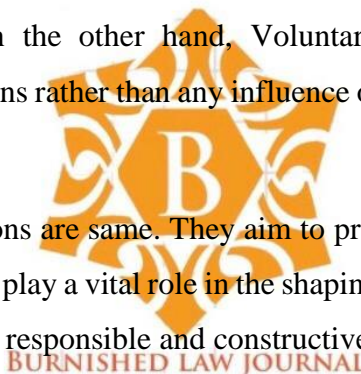 the other hand, Voluntar
ns rather than any influence o
B
ons are same. They aim to pr
play a vital role in the shapin
responsible and constructive
BURNISHED LAW JOURNAL